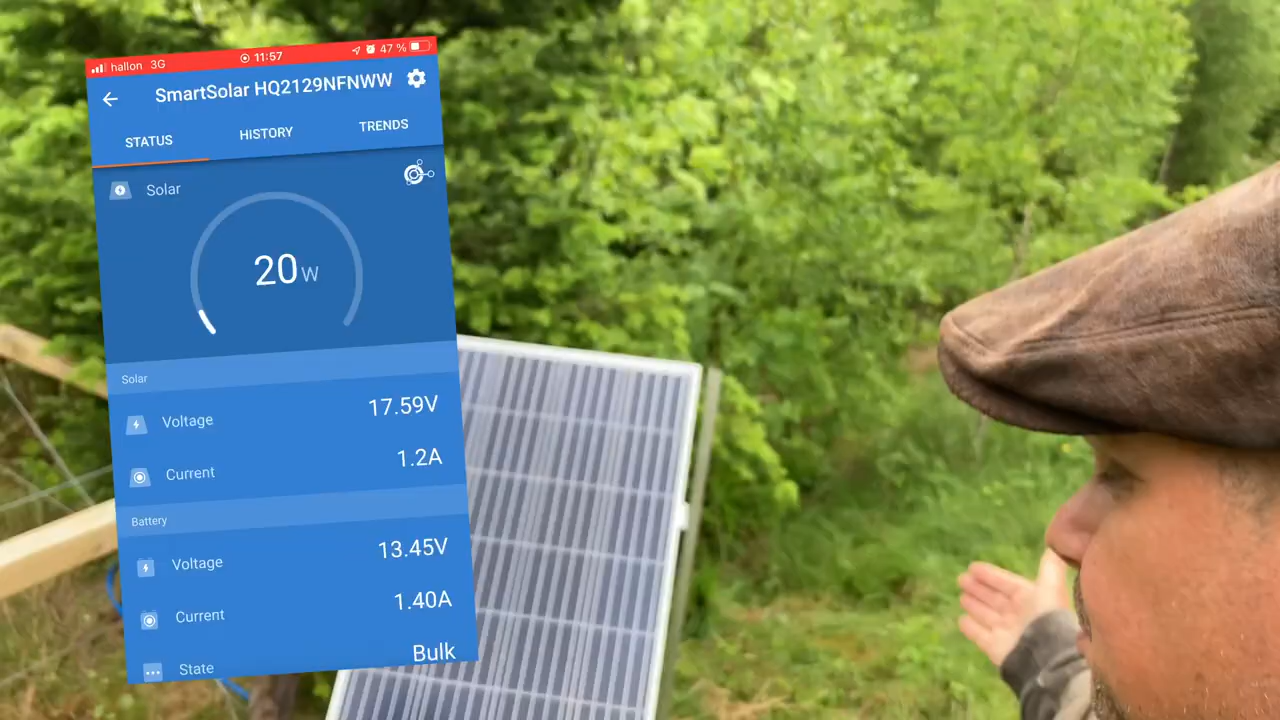 hallon 3G 11:57 47 %
SmartSolar HQ2129NFNWW
STATUS HISTORY TRENDS
Solar
20W
Solar
Voltage 17.59V
Current 1.2A
Battery
Voltage 13.45V
Current 1.40A
State Bulk